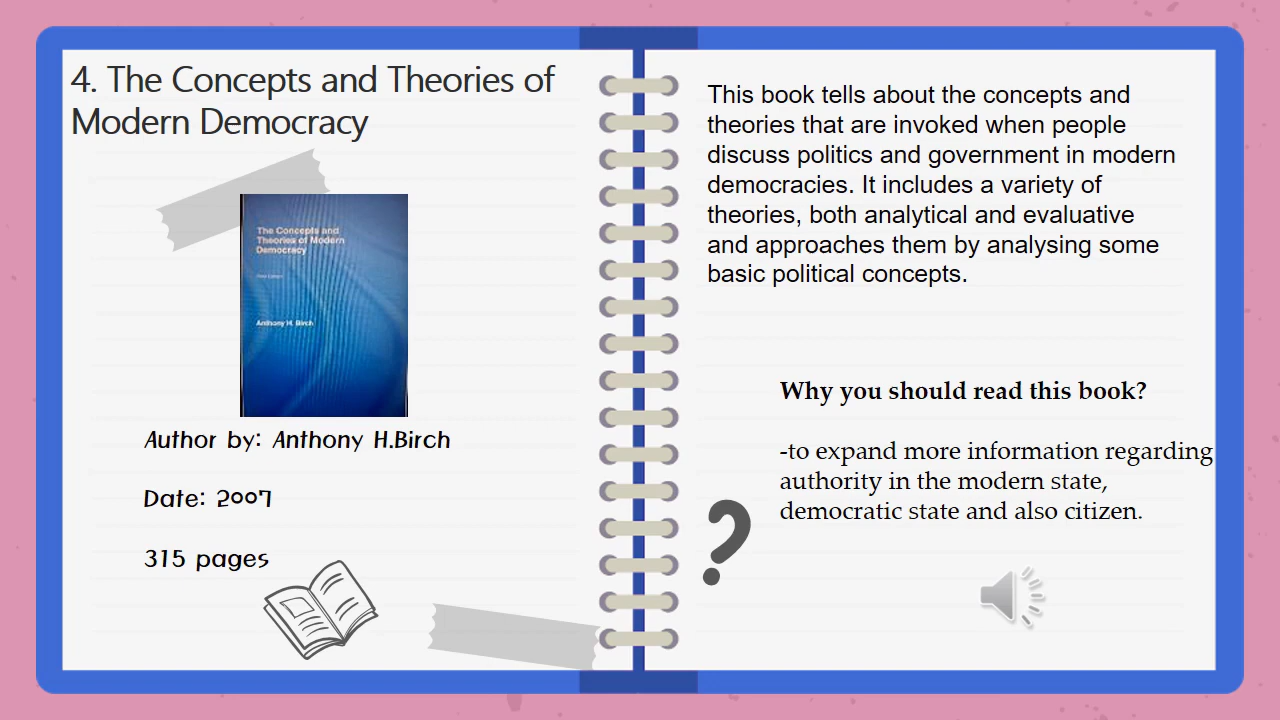 4. The Concepts and Theories of
Modern Democracy
The Concepts and
Theories of Modern
Democracy
Anthony H. Birch
Author by: Anthony H.Birch
Date: 2007
315 pages
This book tells about the concepts and
theories that are invoked when people
discuss politics and government in modern
democracies. It includes a variety of
theories, both analytical and evaluative
and approaches them by analysing some
basic political concepts.
Why you should read this book?
-to expand more information regarding
authority in the modern state,
democratic state and also citizen.